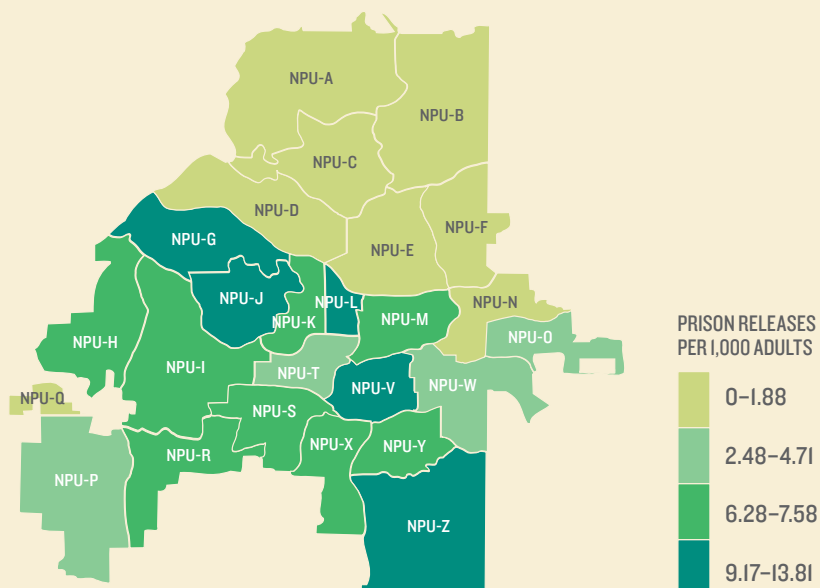 NPU-A
NPU-B
NPU-C
NPU-D
NPU-E
NPU-F
NPU-G
NPU-J
NPU-L
NPU-K
NPU-M
NPU-N
NPU-O
NPU-H
NPU-I
NPU-T
NPU-V
NPU-W
NPU-Q
NPU-S
NPU-X
NPU-Y
NPU-R
NPU-P
NPU-Z
PRISON RELEASES
PER 1,000 ADULTS
0–1.88
2.48–4.71
6.28–7.58
9.17–13.81